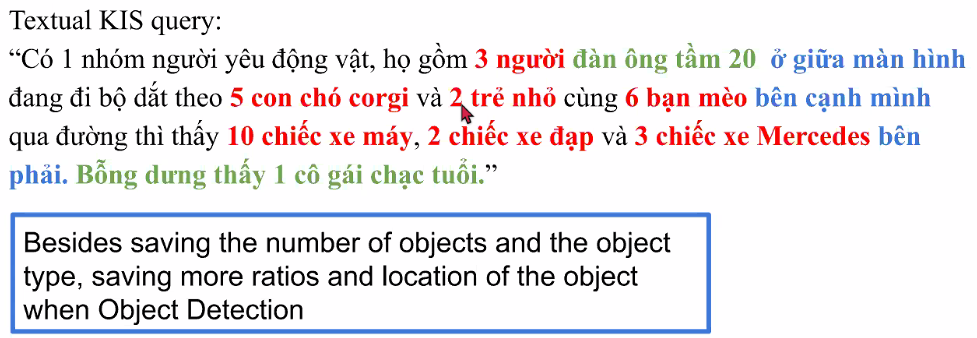 Textual KIS query:
“Có 1 nhóm người yêu động vật, họ gồm 3 người đàn ông tầm 20 ở giữa màn hình
đang đi bộ dắt theo 5 con chó corgi và 2 trẻ nhỏ cùng 6 bạn mèo bên cạnh mình
qua đường thì thấy 10 chiếc xe máy, 2 chiếc xe đạp và 3 chiếc xe Mercedes bên
phải. Bỗng dưng thấy 1 cô gái chạc tuổi.”
Besides saving the number of objects and the object
type, saving more ratios and location of the object
when Object Detection